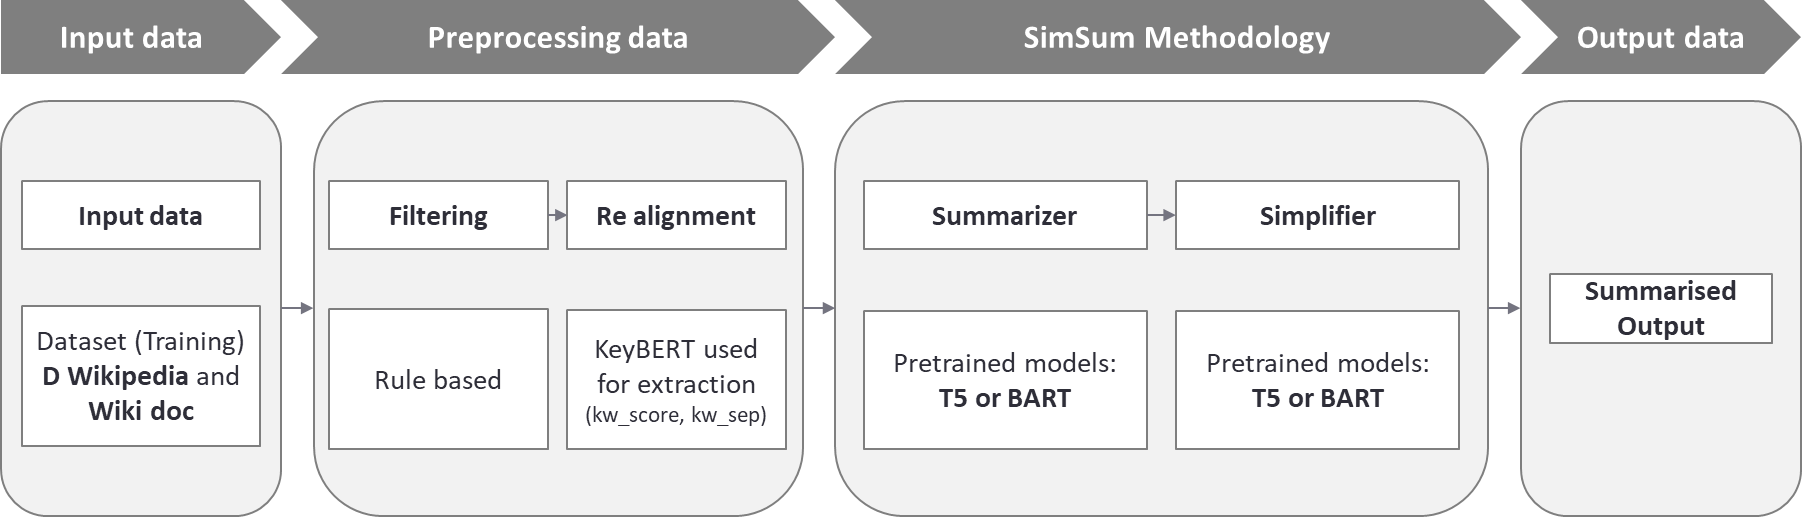 Input data
Preprocessing data
SimSum Methodology
Output data
Input data
Dataset (Training)
D Wikipedia and
Wiki doc
Filtering
Re alignment
Rule based
KeyBERT used
for extraction
(kw_score, kw_sep)
Summarizer
Simplifier
Pretrained models:
T5 or BART
Pretrained models:
T5 or BART
Summarised
Output